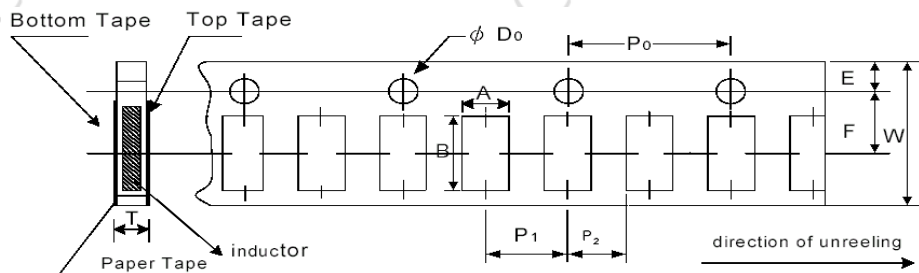 Bottom Tape
Top Tape
ϕ D₀
P₀
E
A
F
W
B
T
P₁
P₂
inductor
direction of unreeling
Paper Tape